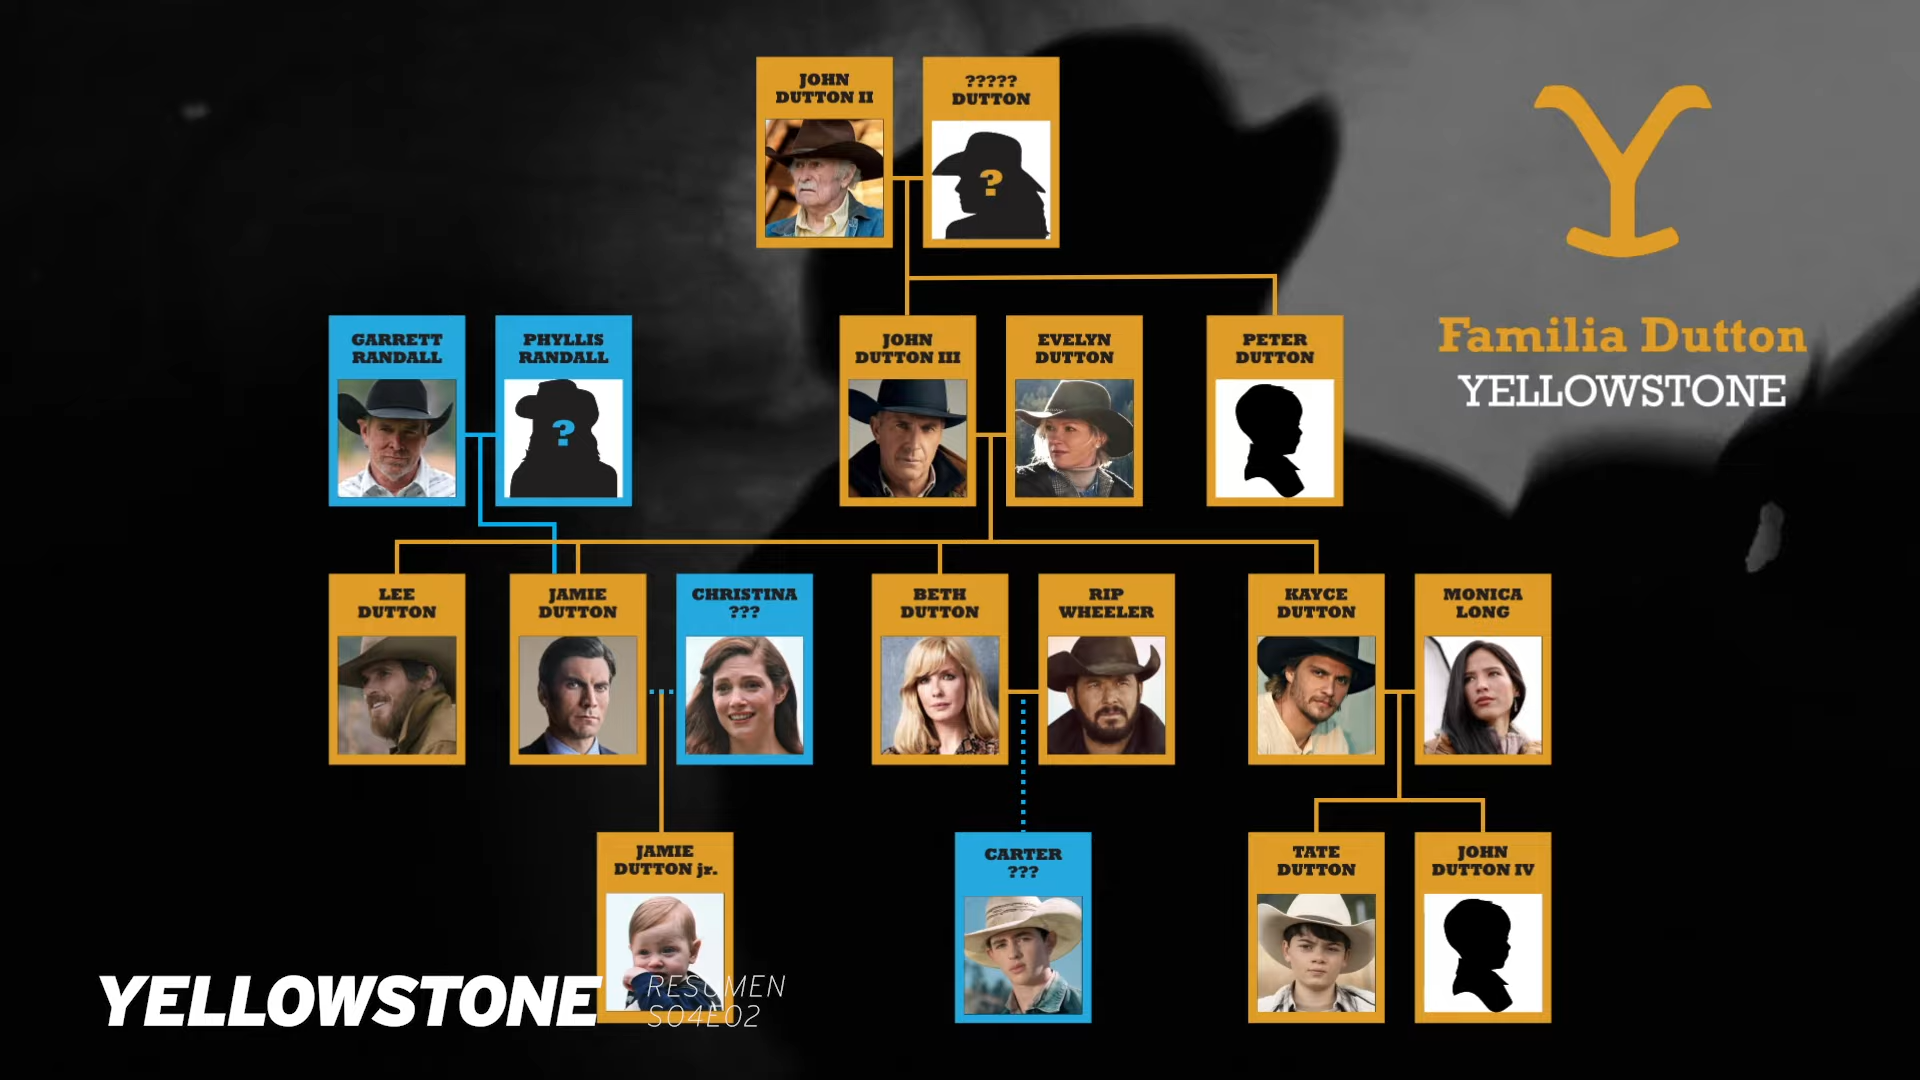 JOHN
DUTTON II
?????
DUTTON
?
Y
Familia Dutton
YELLOWSTONE
GARRETT
RANDALL
PHYLLIS
RANDALL
?
JOHN
DUTTON III
EVELYN
DUTTON
PETER
DUTTON
LEE
DUTTON
JAMIE
DUTTON
CHRISTINA
???
BETH
DUTTON
RIP
WHEELER
KAYCE
DUTTON
MONICA
LONG
JAMIE
DUTTON jr.
CARTER
???
TATE
DUTTON
JOHN
DUTTON IV
YELLOWSTONE
RESUMEN
S04E02